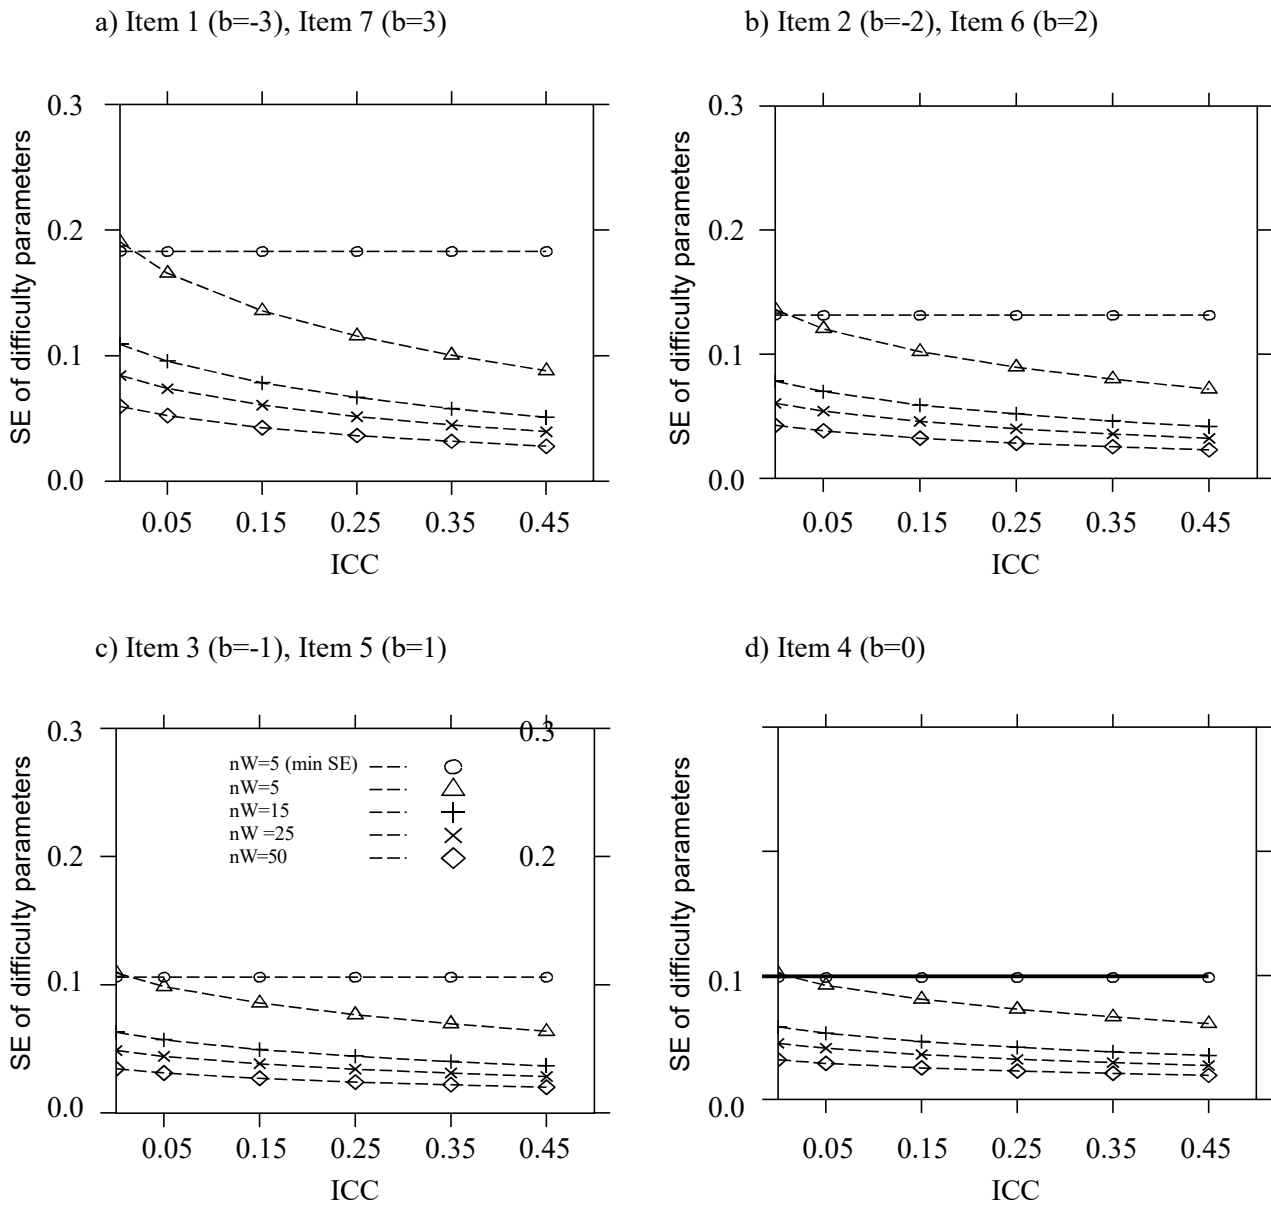 a) Item 1 (b=-3), Item 7 (b=3)
0.3
0.2
0.1
0.0
SE of difficulty parameters
0.05 0.15 0.25 0.35 0.45
ICC
b) Item 2 (b=-2), Item 6 (b=2)
0.3
0.2
0.1
0.0
SE of difficulty parameters
0.05 0.15 0.25 0.35 0.45
ICC
c) Item 3 (b=-1), Item 5 (b=1)
0.3
0.2
0.1
0.0
SE of difficulty parameters
nW=5 (min SE)
nW=5
nW=15
nW =25
nW=50
0.05 0.15 0.25 0.35 0.45
ICC
d) Item 4 (b=0)
0.3
0.2
0.1
0.0
SE of difficulty parameters
0.05 0.15 0.25 0.35 0.45
ICC